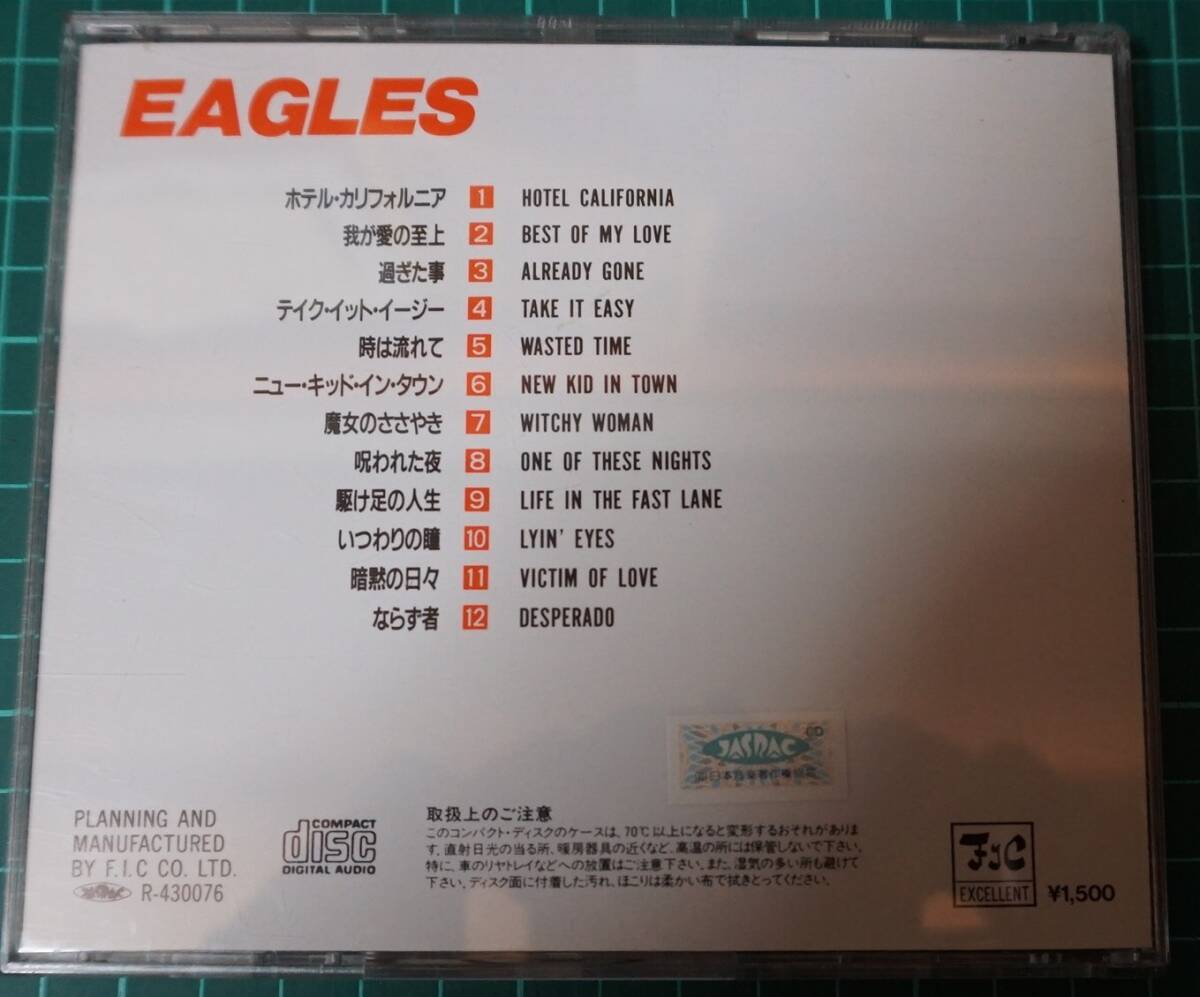 EAGLES
ホテル・カリフォルニア 1 HOTEL CALIFORNIA
我が愛の至上 2 BEST OF MY LOVE
過ぎた事 3 ALREADY GONE
テイク・イット・イージー 4 TAKE IT EASY
時は流れて 5 WASTED TIME
ニュー・キッド・イン・タウン 6 NEW KID IN TOWN
魔女のささやき 7 WITCHY WOMAN
呪われた夜 8 ONE OF THESE NIGHTS
駆け足の人生 9 LIFE IN THE FAST LANE
いつわりの瞳 10 LYIN' EYES
暗黙の日々 11 VICTIM OF LOVE
ならず者 12 DESPERADO
JASRAC CD
日本音楽著作権協会
PLANNING AND
MANUFACTURED
BY F.I.C CO. LTD.
JASRAC R-430076
COMPACT
disc
DIGITAL AUDIO
取扱上のご注意
このコンパクト・ディスクのケースは、70℃以上になると変形するおそれがありま
す。直射日光の当る所、暖房器具の近くなど、高温の所には保管しないで下さい。
特に、車のリヤトレイなどへの放置はご注意下さい。また、湿気の多い所も避けて
下さい。ディスク面に付着した汚れ、ほこりは柔かい布で拭きとってください。
FIC
EXCELLENT
¥1,500